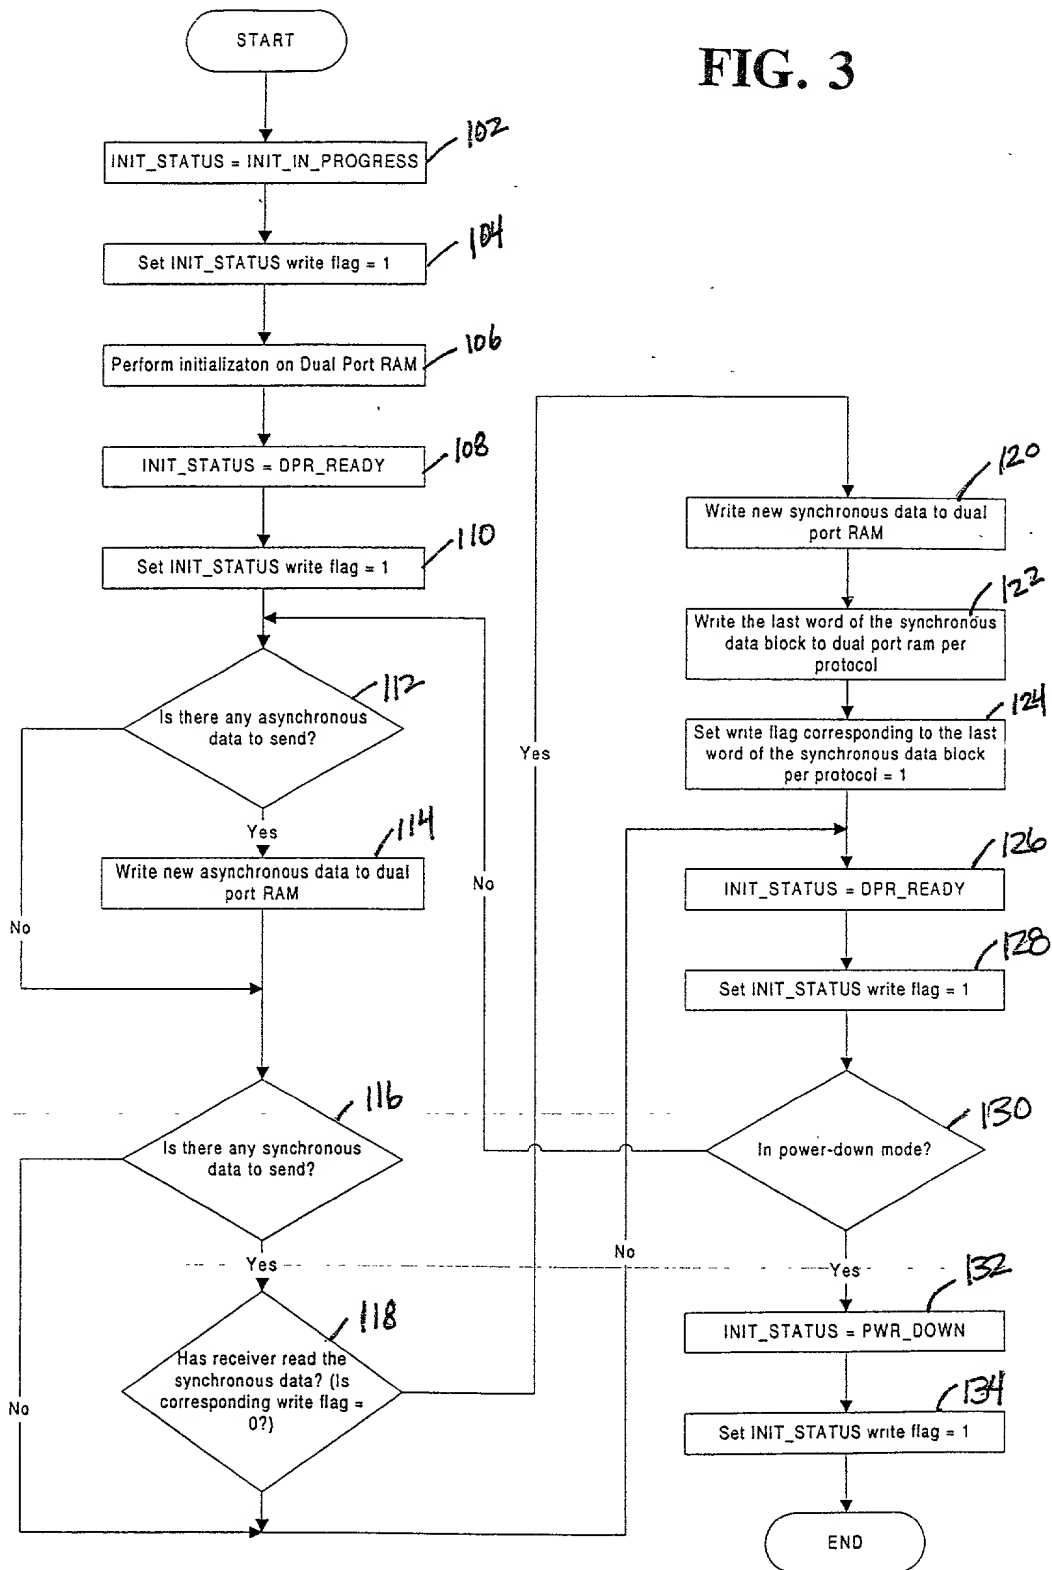 START
FIG. 3
102
INIT_STATUS = INIT_IN_PROGRESS
104
Set INIT_STATUS write flag = 1
106
Perform initializaton on Dual Port RAM
108
INIT_STATUS = DPR_READY
110
Set INIT_STATUS write flag = 1
112
Is there any asynchronous
data to send?
Yes
114
Write new asynchronous data to dual
port RAM
No
116
Is there any synchronous
data to send?
Yes
118
Has receiver read the
synchronous data? (Is
corresponding write flag =
0?)
No
Yes
No
No
120
Write new synchronous data to dual
port RAM
122
Write the last word of the synchronous
data block to dual port ram per
protocol
124
Set write flag corresponding to the last
word of the synchronous data block
per protocol = 1
126
INIT_STATUS = DPR_READY
128
Set INIT_STATUS write flag = 1
130
In power-down mode?
Yes
132
INIT_STATUS = PWR_DOWN
134
Set INIT_STATUS write flag = 1
END